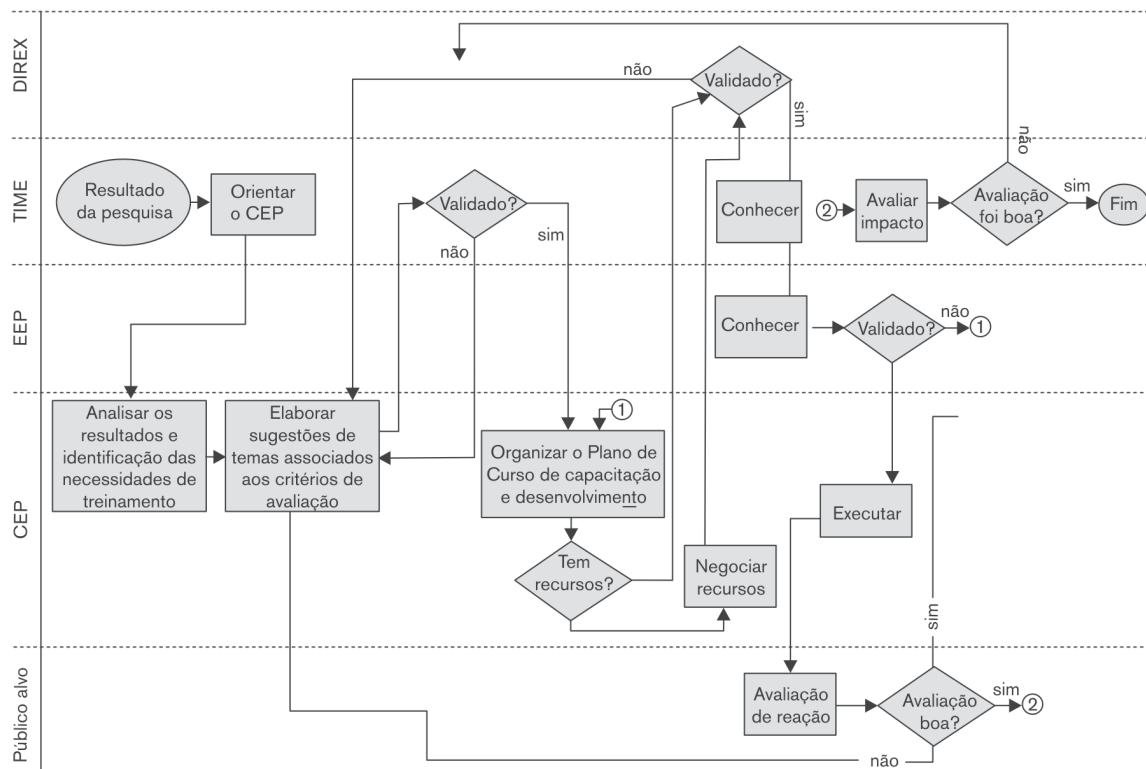 DIREX
não
Validado?
sim
não
TIME
Resultado
da pesquisa
Orientar
o CEP
Validado?
não
sim
Conhecer
2
Avaliar
impacto
Avaliação
foi boa?
sim
Fim
EEP
Conhecer
Validado?
não
1
CEP
Analisar os
resultados e
identificação das
necessidades de
treinamento
Elaborar
sugestões de
temas associados
aos critérios de
avaliação
1
Organizar o Plano de
Curso de capacitação
e desenvolvimento
Tem
recursos?
Negociar
recursos
Executar
sim
Público alvo
Avaliação
de reação
Avaliação
boa?
sim
2
não